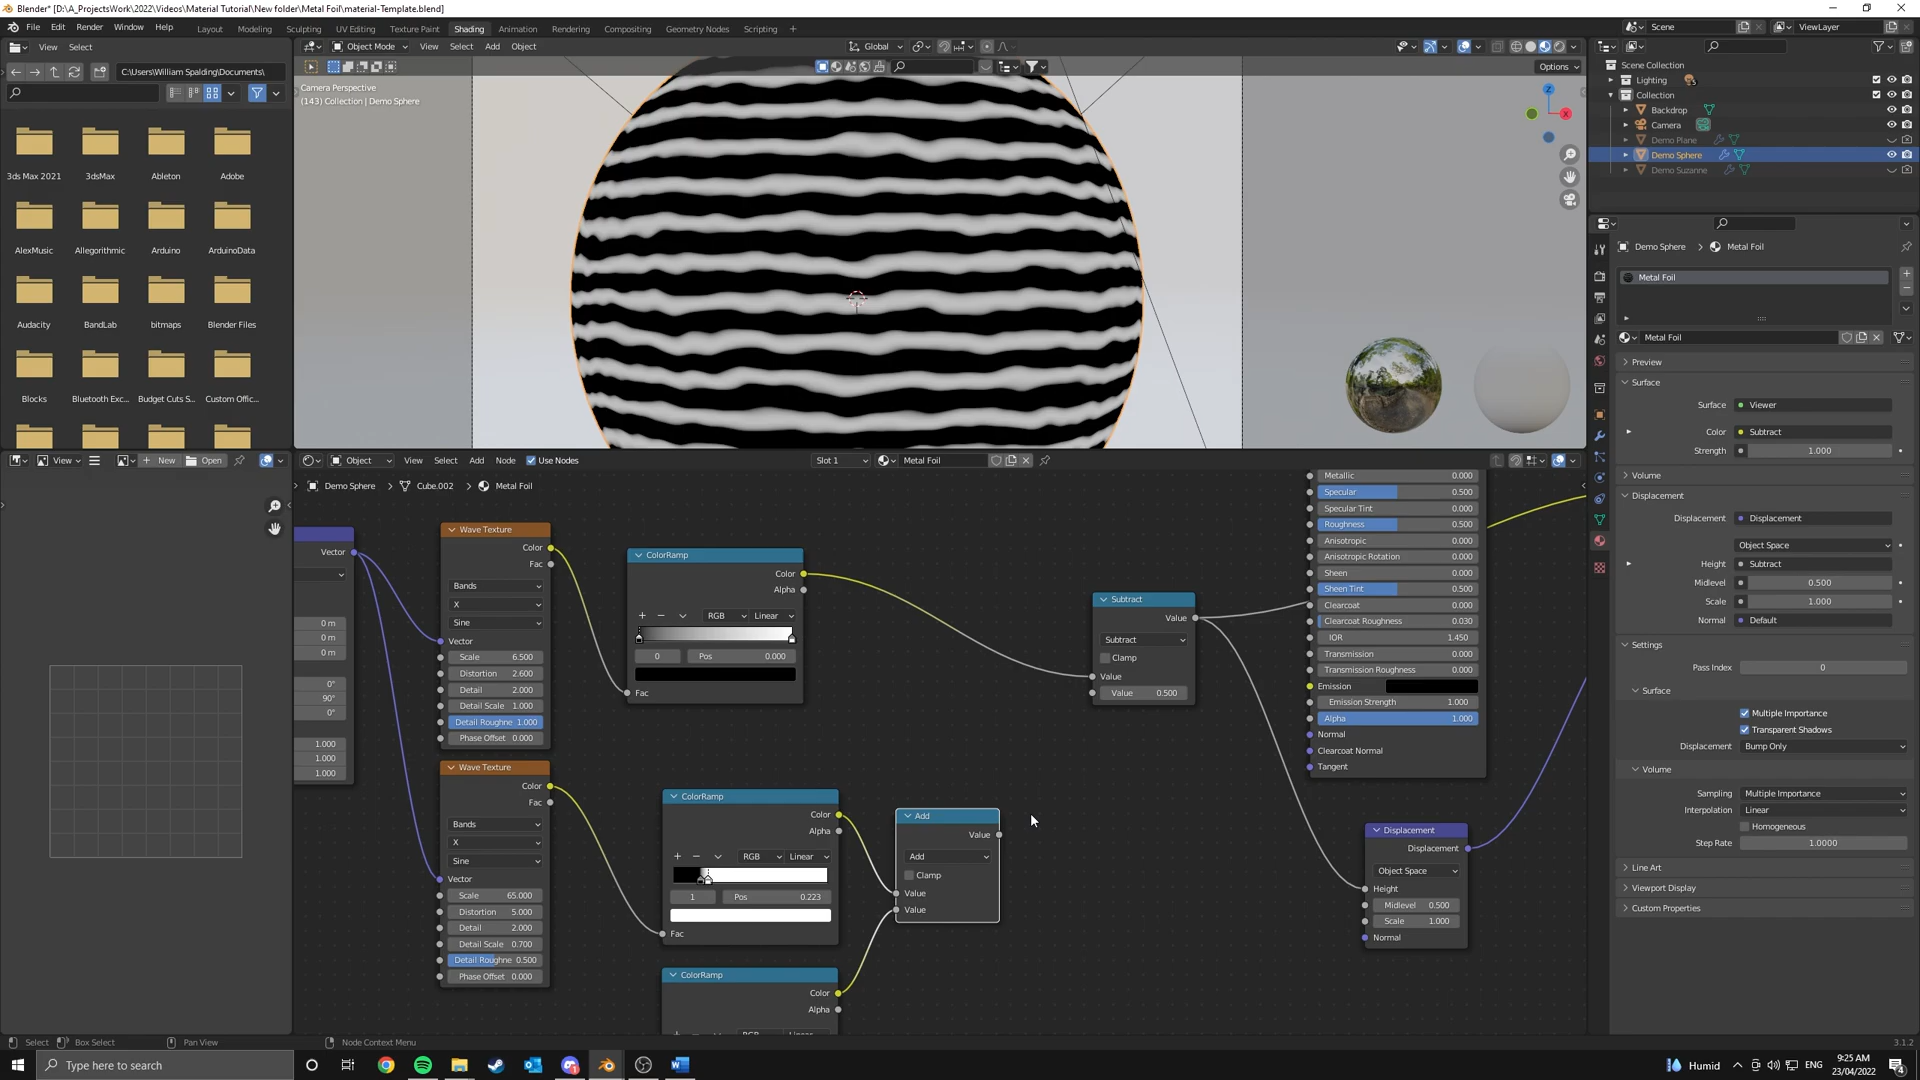 Blender* [D:\A_ProjectsWork\2022\Videos\Material Tutorial\New folder\Metal Foil\material-Template.blend]
File Edit Render Window Help Layout Modeling Sculpting UV Editing Texture Paint Shading Animation Rendering Compositing Geometry Nodes Scripting + Scene ViewLayer
View Select Object Mode View Select Add Object Global
C:\Users\William Spalding\Documents\
Options
Camera Perspective
(143) Collection | Demo Sphere
3ds Max 2021 3dsMax Ableton Adobe
AlexMusic Allegorithmic Arduino ArduinoData
Audacity BandLab bitmaps Blender Files
Blocks Bluetooth Exc... Budget Cuts S... Custom Offic...
Z
X
Scene Collection
Lighting
Collection
Backdrop
Camera
Demo Plane
Demo Sphere
Demo Suzanne
Demo Sphere > Metal Foil
Metal Foil
Metal Foil
Preview
Surface
Surface Viewer
Color Subtract
Strength 1.000
Volume
Displacement
Displacement Displacement
Object Space
Height Subtract
Midlevel 0.500
Scale 1.000
Normal Default
Settings
Pass Index 0
Surface
Multiple Importance
Transparent Shadows
Displacement Bump Only
Volume
Sampling Multiple Importance
Interpolation Linear
Homogeneous
Step Rate 1.0000
Line Art
Viewport Display
Custom Properties
View New Open
Object View Select Add Node Use Nodes Slot 1 Metal Foil
Demo Sphere > Cube.002 > Metal Foil
Vector
0 m
0 m
0 m
0°
90°
0°
1.000
1.000
1.000
Wave Texture
Color
Fac
Bands
X
Sine
Vector
Scale 6.500
Distortion 2.600
Detail 2.000
Detail Scale 1.000
Detail Roughne 1.000
Phase Offset 0.000
Wave Texture
Color
Fac
Bands
X
Sine
Vector
Scale 65.000
Distortion 5.000
Detail 2.000
Detail Scale 0.700
Detail Roughne 0.500
Phase Offset 0.000
ColorRamp
Color
Alpha
RGB Linear
0 Pos 0.000
Fac
ColorRamp
Color
Alpha
RGB Linear
1 Pos 0.223
Fac
ColorRamp
Color
Alpha
Add
Value
Add
Clamp
Value
Value
Subtract
Value
Subtract
Clamp
Value
Value 0.500
Metallic 0.000
Specular 0.500
Specular Tint 0.000
Roughness 0.500
Anisotropic 0.000
Anisotropic Rotation 0.000
Sheen 0.000
Sheen Tint 0.500
Clearcoat 0.000
Clearcoat Roughness 0.030
IOR 1.450
Transmission 0.000
Transmission Roughness 0.000
Emission
Emission Strength 1.000
Alpha 1.000
Normal
Clearcoat Normal
Tangent
Displacement
Displacement
Object Space
Height
Midlevel 0.500
Scale 1.000
Normal
Select Box Select Pan View Node Context Menu 3.1.2
Type here to search Humid ENG 9:25 AM
23/04/2022
4